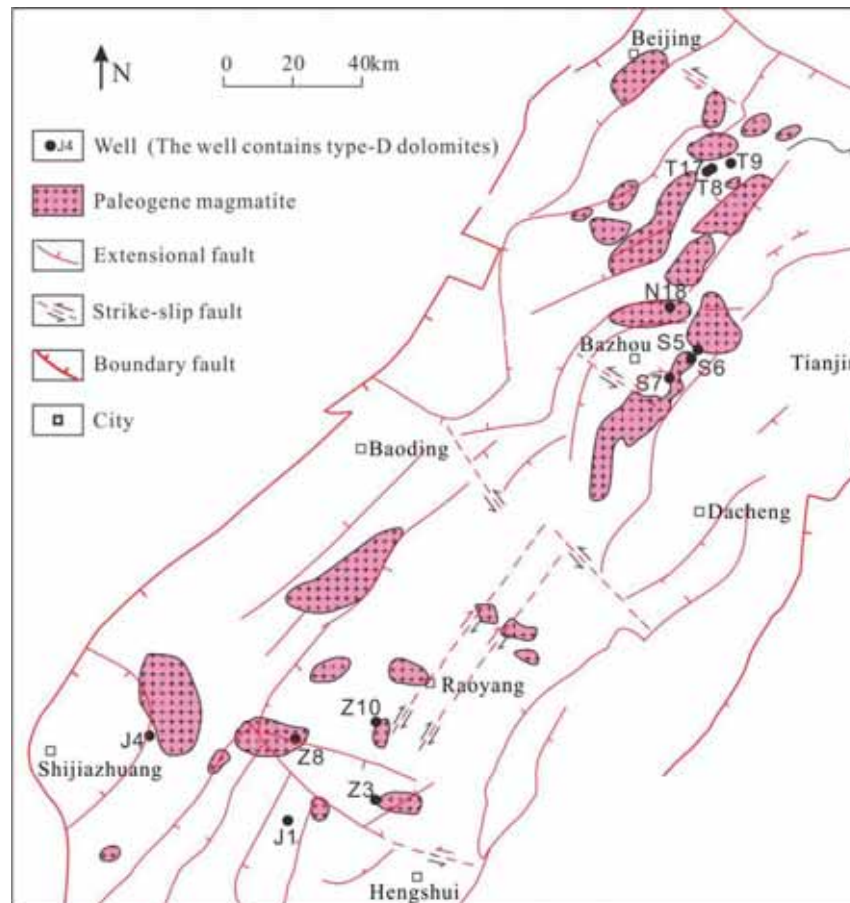 Beijing
N
0 20 40km
J4 Well (The well contains type-D dolomites)
Paleogene magmatite
Extensional fault
Strike-slip fault
Boundary fault
City
T17
T9
T8
N18
Bazhou
S5
S6
S7
Tianjin
Baoding
Dacheng
Raoyang
Z10
J4
Z8
Shijiazhuang
Z3
J1
Hengshui